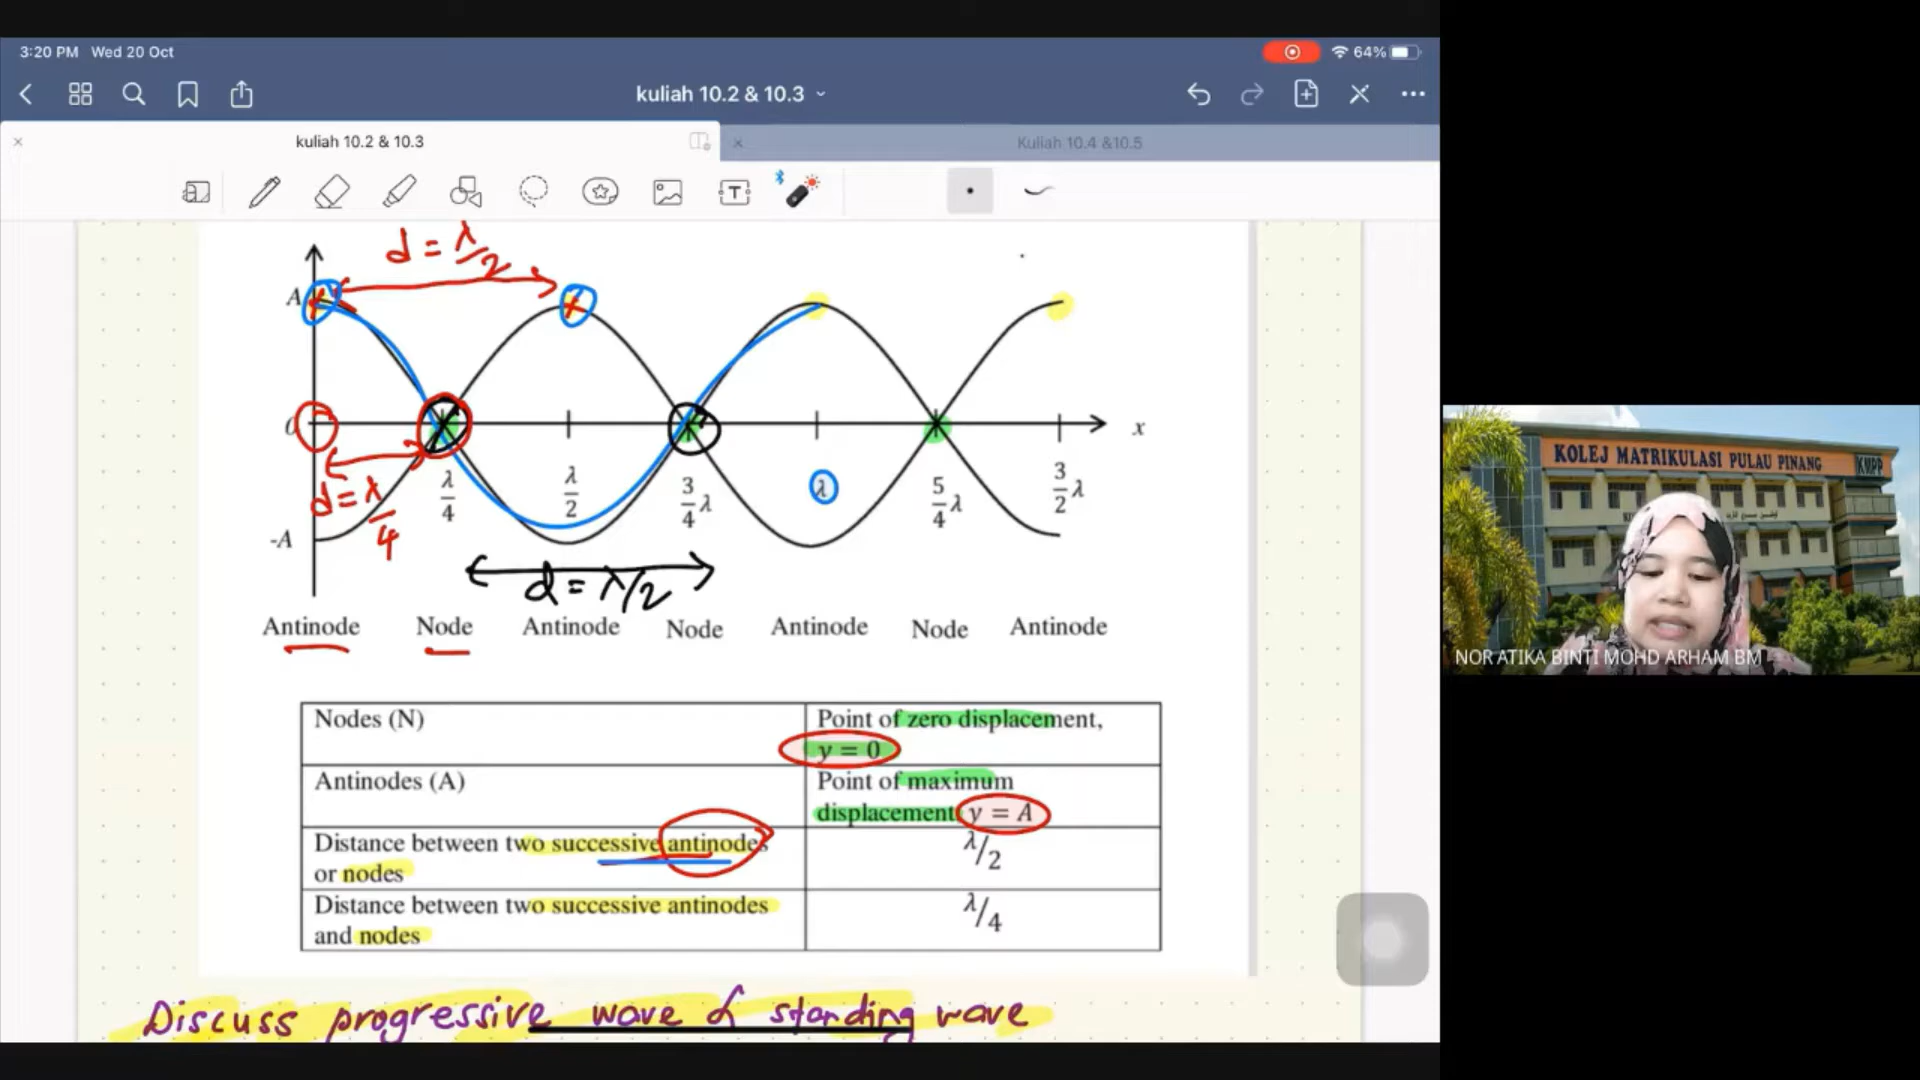 3:20 PM Wed 20 Oct
64%
kuliah 10.2 & 10.3
kuliah 10.2 & 10.3
Kuliah 10.4 &10.5
d = λ/2
A
0
x
d = λ/4
λ/4
λ/2
3/4 λ
λ
5/4 λ
3/2 λ
-A
d = λ/2
Antinode Node Antinode Node Antinode Node Antinode
Nodes (N)
Point of zero displacement,
y = 0
Antinodes (A)
Point of maximum
displacement
y = A
Distance between two successive antinodes
or nodes
λ/2
Distance between two successive antinodes
and nodes
λ/4
Discuss progressive wave & standing wave
KOLEJ MATRIKULASI PULAU PINANG
KMPP
NOR ATIKA BINTI MOHD ARHAM BM